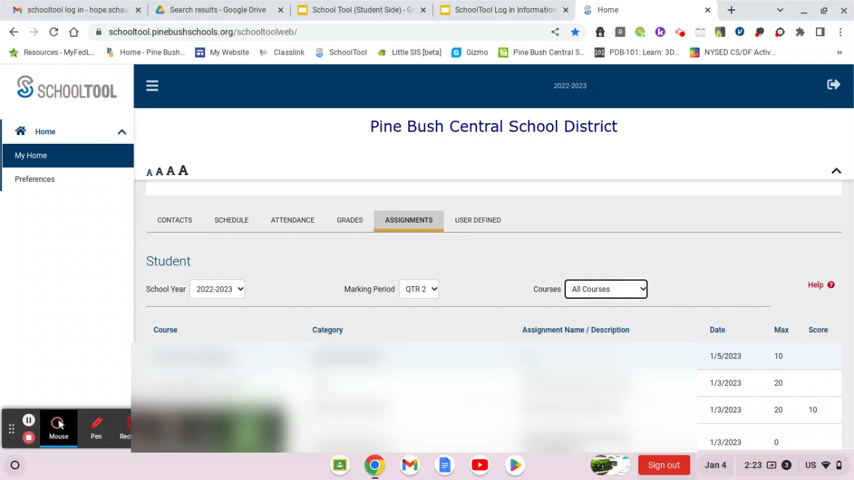 schooltool log in - hope.schau
Search results - Google Drive
School Tool (Student Side) - G
SchoolTool Log In Information
Home
schooltool.pinebushschools.org/schooltoolweb/
Resources - MyFedL...
Home - Pine Bush...
My Website
Classlink
SchoolTool
Little SIS [beta]
Gizmo
Pine Bush Central S...
PDB-101: Learn: 3D...
NYSED CS/DF Activ...
SCHOOLTOOL
2022-2023
Home
My Home
Preferences
Pine Bush Central School District
A A A A
CONTACTS SCHEDULE ATTENDANCE GRADES ASSIGNMENTS USER DEFINED
Student
School Year 2022-2023 Marking Period QTR 2 Courses All Courses Help
Course Category Assignment Name / Description Date Max Score
1/5/2023 10
1/3/2023 20
1/3/2023 20 10
1/3/2023 0
Mouse Pen Rec
Sign out Jan 4 2:23 3 US